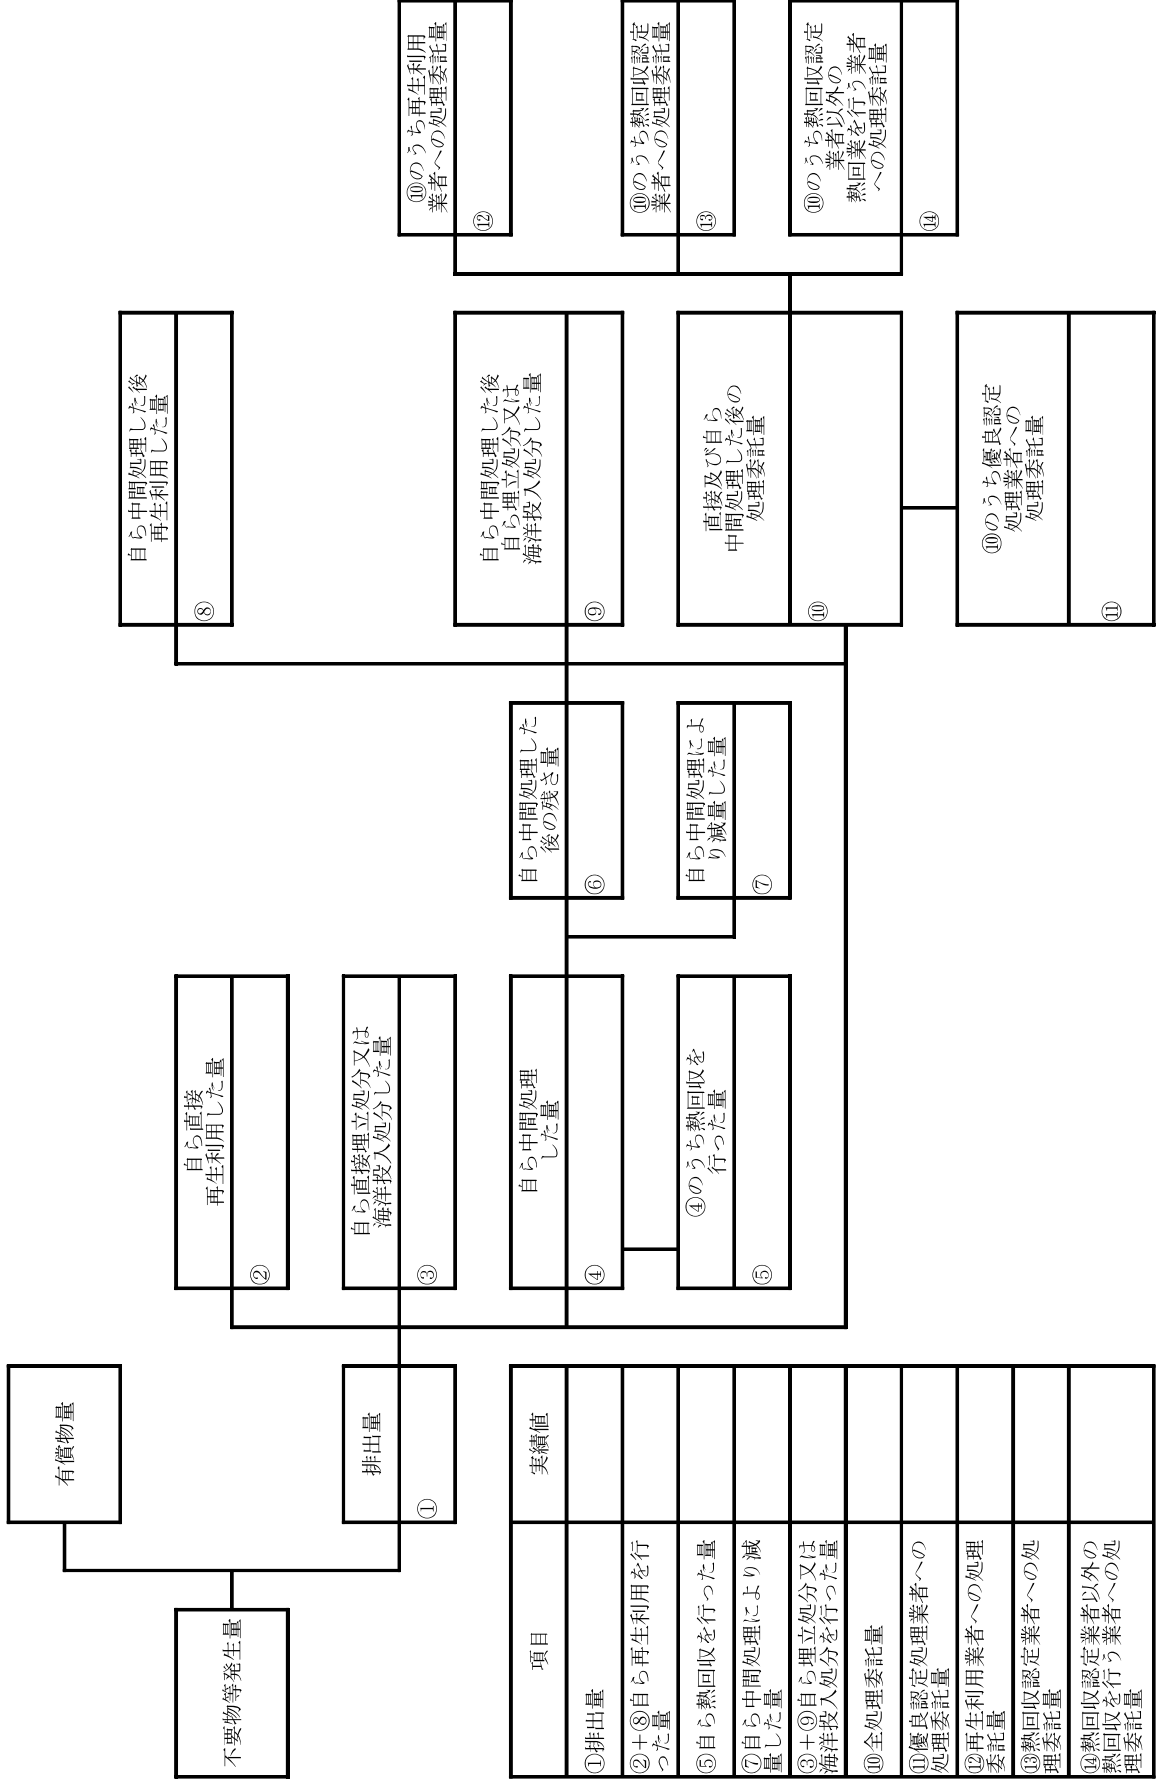 有償物量
不要物等発生量
排出量
①
自ら直接
再生利用した量
②
自ら直接埋立処分又は
海洋投入処分した量
③
自ら中間処理
した量
④
④のうち熱回収を
行った量
⑤
自ら中間処理した
後の残さ量
⑥
自ら中間処理によ
り減量した量
⑦
自ら中間処理した後
再生利用した量
⑧
自ら中間処理した後
自ら埋立処分又は
海洋投入処分した量
⑨
直接及び自ら
中間処理した後の
処理委託量
⑩
⑩のうち優良認定
処理業者への
処理委託量
⑪
⑩のうち再生利用
業者への処理委託量
⑫
⑩のうち熱回収認定
業者への処理委託量
⑬
⑩のうち熱回収認定
業者以外の
熱回業を行う業者
への処理委託量
⑭
項目
実績値
①排出量
②＋⑧自ら再生利用を行
った量
⑤自ら熱回収を行った量
⑦自ら中間処理により減
量した量
③＋⑨自ら埋立処分又は
海洋投入処分を行った量
⑩全処理委託量
⑪優良認定処理業者への
処理委託量
⑫再生利用業者への処理
委託量
⑬熱回収認定業者への処
理委託量
⑭熱回収認定業者以外の
熱回収を行う業者への処
理委託量